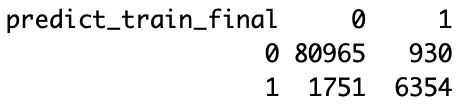 predict_train_final 0 1
0 80965 930
1 1751 6354